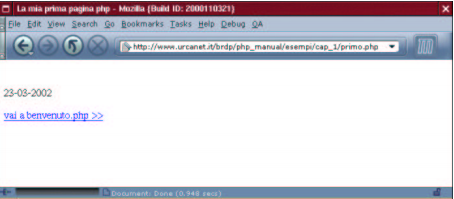 La mia prima pagina php - Mozilla {Build ID: 2000110321}
File Edit View Search Go Bookmarks Tasks Help Debug QA
http://www.urcanet.it/brdp/php_manual/esempi/cap_1/primo.php
23-03-2002
vai a benvenuto.php >>
Document: Done (0.948 secs)